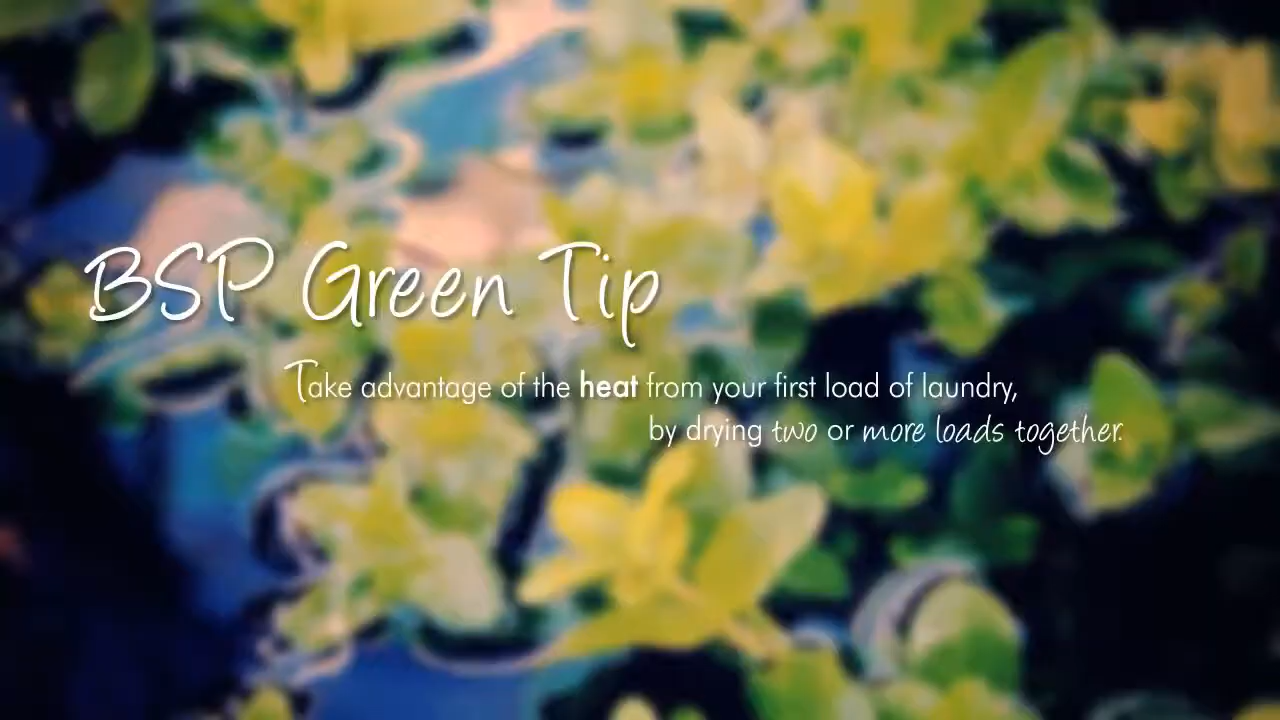 BSP Green Tip
Take advantage of the heat from your first load of laundry,
by drying two or more loads together.